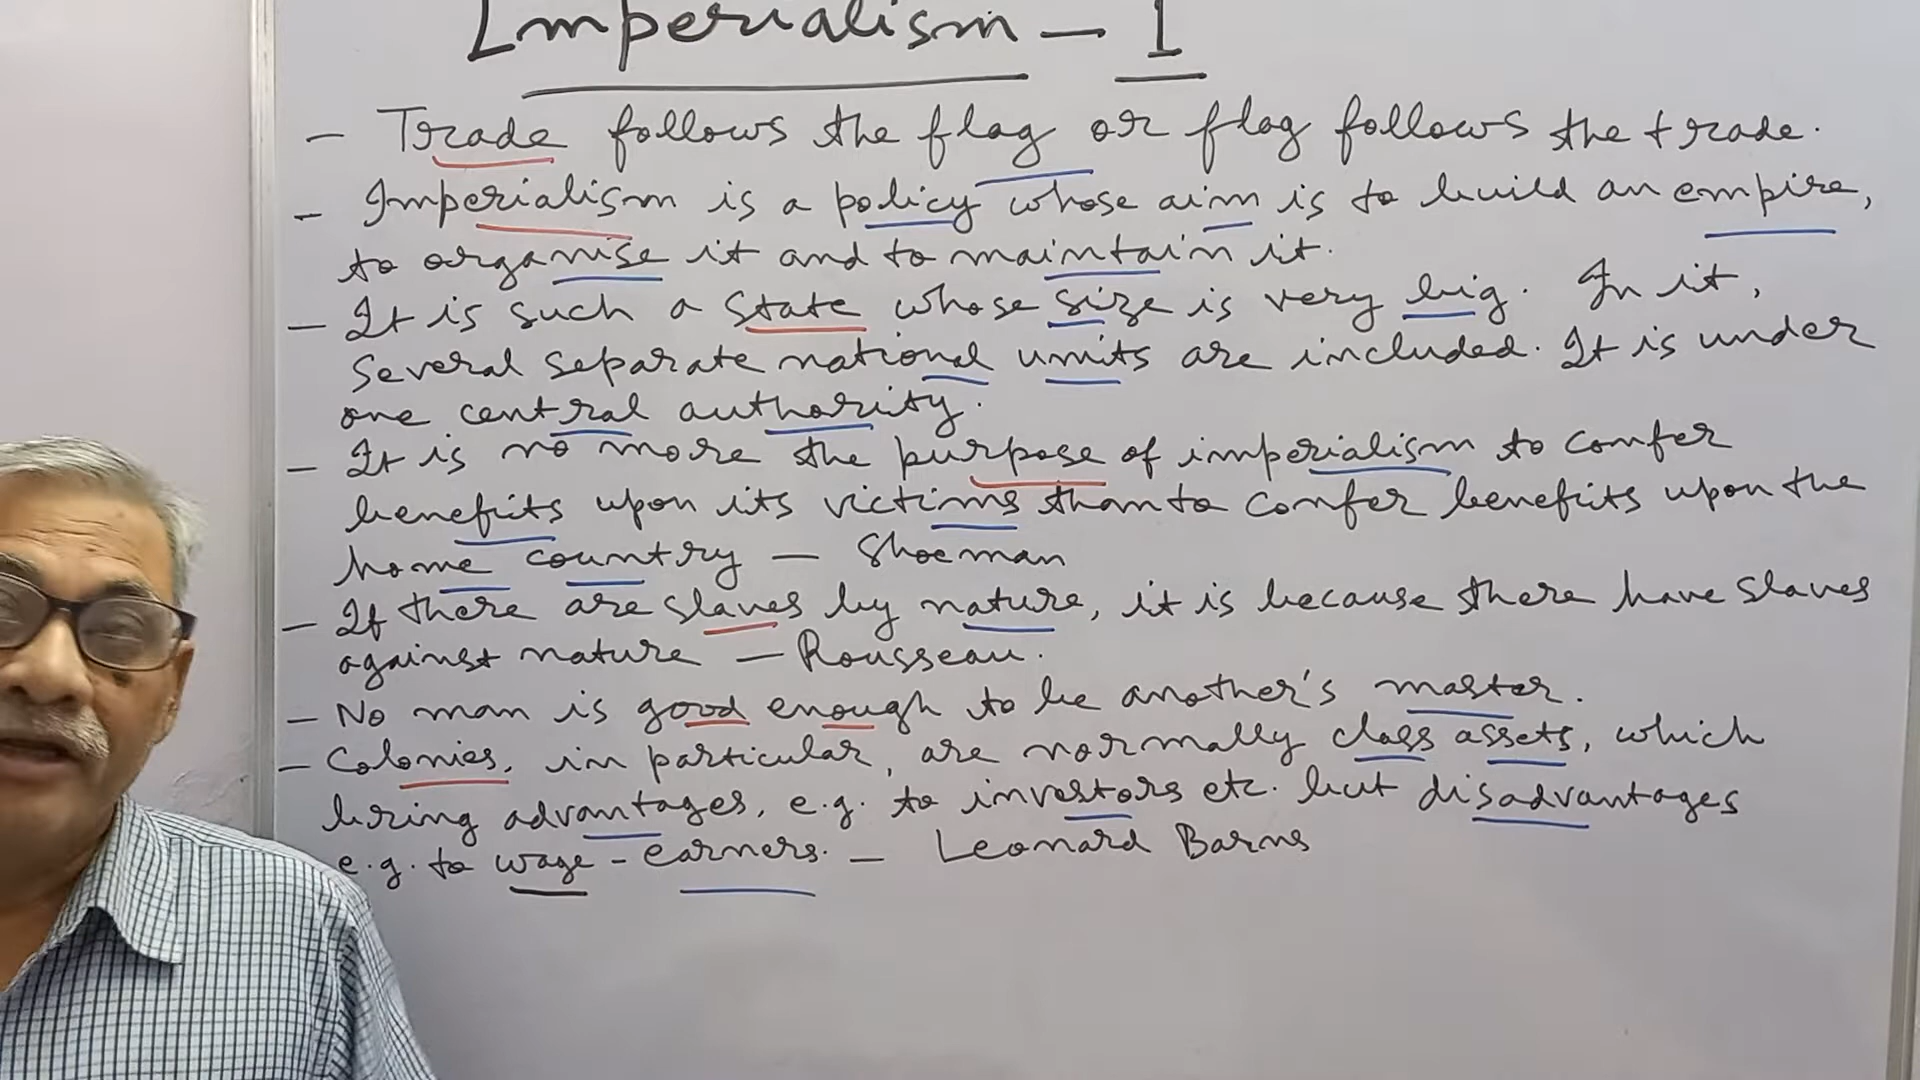 Imperialism - I
- Trade follows the flag or flag follows the trade.
- Imperialism is a policy whose aim is to build an empire,
to organise it and to maintain it.
- It is such a state whose size is very big. In it,
several separate national units are included. It is under
one central authority.
- It is no more the purpose of imperialism to confer
benefits upon its victims than to confer benefits upon the
home country - Shoeman
- If there are slaves by nature, it is because there have slaves
against nature - Rousseau.
- No man is good enough to be another's master.
- Colonies, in particular, are normally class assets, which
bring advantages, e.g. to investors etc. but disadvantages
e.g. to wage-earners. - Leonard Barns